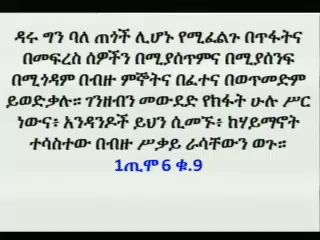 ዳሩ ግን ባለ ጠጎች ሊሆኑ የሚፈልጉ በጥፋትና
በመፍረስ ሰዎችን በሚያሰጥምና በሚያሰንፍ
በሚጎዳም በብዙ ምኞትና በፈተና በወጥመድም
ይወድቃሉ። ገንዘብን መውደድ የክፋት ሁሉ ሥር
ነውና፥ አንዳንዶች ይህን ሲመኙ፥ ከሃይማኖት
ተሳስተው በብዙ ሥቃይ ራሳቸውን ወጉ።
1ጢሞ 6 ቁ.9